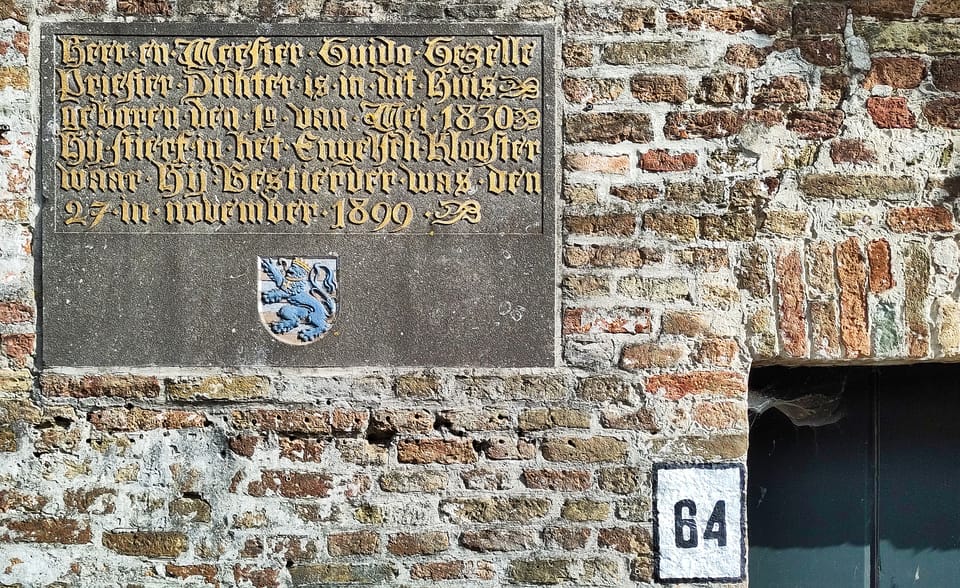 Heer·en·Meester·Guido·Gezelle
Priester·Dichter·is·in·dit·Huis·
geboren·den·1n·van·Mei·1830
Hij·stierf·in·het·Engelsch·Klooster
waar·Hij·Bestierder·was·den
27·in·november·1899·
64